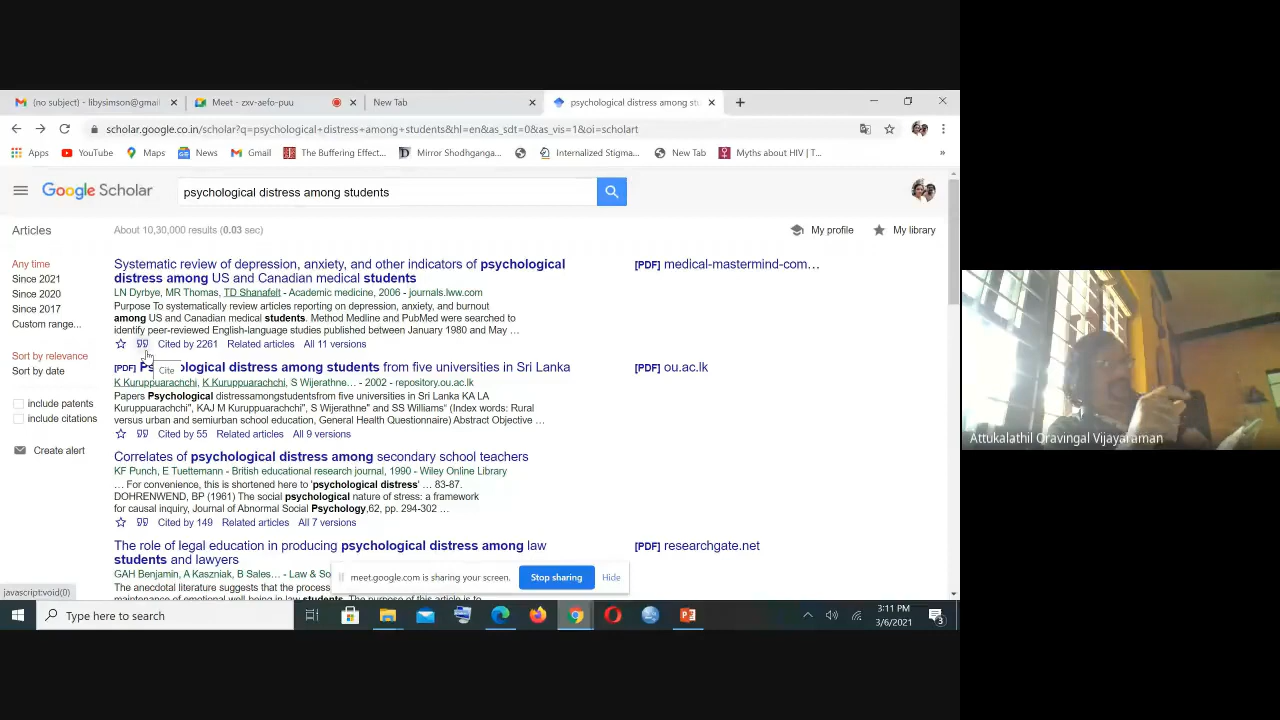 (no subject) - libysimson@gmail
Meet - zxv-aefo-puu
New Tab
psychological distress among stu
scholar.google.co.in/scholar?q=psychological+distress+among+students&hl=en&as_sdt=0&as_vis=1&oi=scholart
Apps
YouTube
Maps
News
Gmail
The Buffering Effect...
Mirror Shodhganga...
Internalized Stigma...
New Tab
Myths about HIV | T...
»
Google Scholar
psychological distress among students
Articles
About 10,30,000 results (0.03 sec)
My profile
My library
Any time
Since 2021
Since 2020
Since 2017
Custom range...
Sort by relevance
Sort by date
include patents
include citations
Create alert
Systematic review of depression, anxiety, and other indicators of psychological
distress among US and Canadian medical students
LN Dyrbye, MR Thomas, TD Shanafelt - Academic medicine, 2006 - journals.lww.com
Purpose To systematically review articles reporting on depression, anxiety, and burnout
among US and Canadian medical students. Method Medline and PubMed were searched to
identify peer-reviewed English-language studies published between January 1980 and May ...
Cited by 2261 Related articles All 11 versions
[PDF] medical-mastermind-com…
Cite
[PDF] Ps ological distress among students from five universities in Sri Lanka
K Kuruppuarachchi, K Kuruppuarachchi, S Wijerathne… - 2002 - repository.ou.ac.lk
Papers Psychological distressamongstudentsfrom five universities in Sri Lanka KA LA
Kuruppuarachchi", KAJ M Kuruppuarachchi", S Wijerathne" and SS Williams" (Index words: Rural
versus urban and semiurban school education, General Health Questionnaire) Abstract Objective ...
Cited by 55 Related articles All 9 versions
[PDF] ou.ac.lk
Correlates of psychological distress among secondary school teachers
KF Punch, E Tuettemann - British educational research journal, 1990 - Wiley Online Library
... For convenience, this is shortened here to 'psychological distress' ... 83-87.
DOHRENWEND, BP (1961) The social psychological nature of stress: a framework
for causal inquiry, Journal of Abnormal Social Psychology,62, pp. 294-302 ...
Cited by 149 Related articles All 7 versions
The role of legal education in producing psychological distress among law
students and lawyers
GAH Benjamin, A Kaszniak, B Sales… - Law & So
The anecdotal literature suggests that the process
[PDF] researchgate.net
meet.google.com is sharing your screen.
Stop sharing
Hide
javascript:void(0)
Type here to search
3:11 PM
3/6/2021
3
Attukalathil Oravingal Vijayaraman